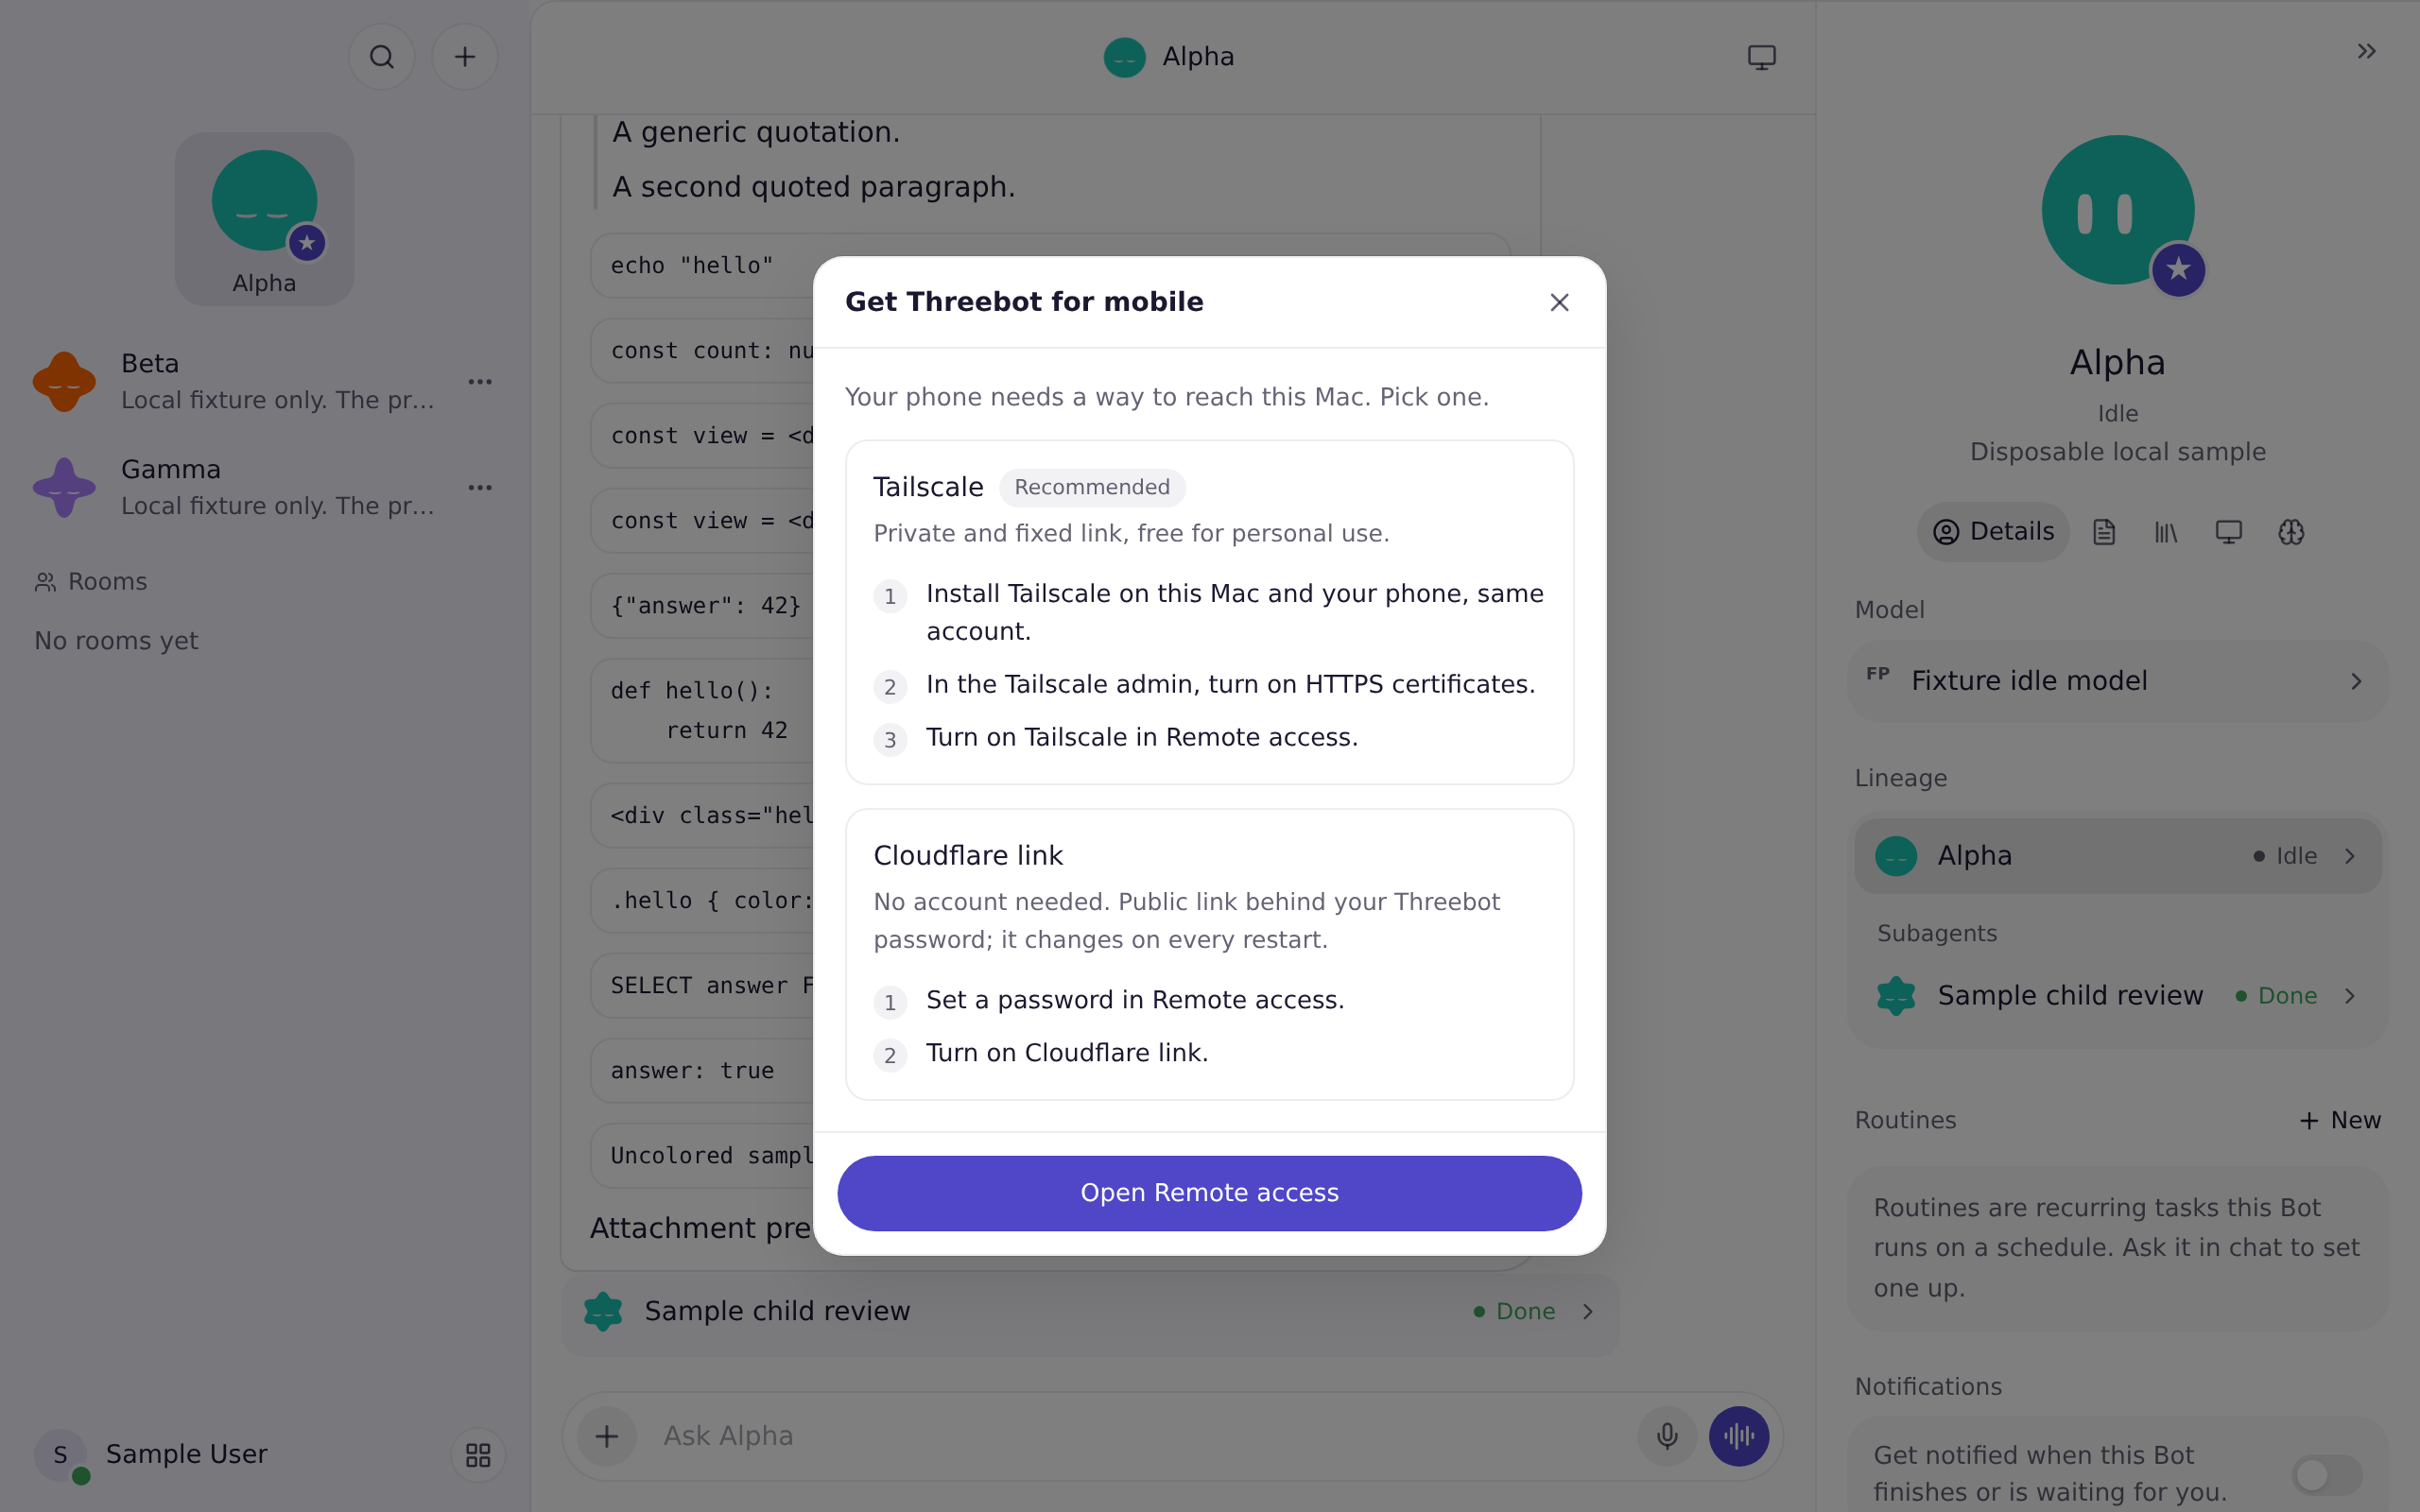 Alpha
Beta
Local fixture only. The pr...
Gamma
Local fixture only. The pr...
Rooms
No rooms yet
S
Sample User
Alpha
A generic quotation.
A second quoted paragraph.
echo "hello"
const count: nu
const view = <d
const view = <d
{"answer": 42}
def hello():
    return 42
<div class="hel
.hello { color:
SELECT answer F
answer: true
Uncolored sampl
Attachment pre
Sample child review
Done
Ask Alpha
Get Threebot for mobile
Your phone needs a way to reach this Mac. Pick one.
Tailscale Recommended
Private and fixed link, free for personal use.
1 Install Tailscale on this Mac and your phone, same
account.
2 In the Tailscale admin, turn on HTTPS certificates.
3 Turn on Tailscale in Remote access.
Cloudflare link
No account needed. Public link behind your Threebot
password; it changes on every restart.
1 Set a password in Remote access.
2 Turn on Cloudflare link.
Open Remote access
Alpha
Idle
Disposable local sample
Details
Model
FP Fixture idle model
Lineage
Alpha Idle
Subagents
Sample child review Done
Routines New
Routines are recurring tasks this Bot
runs on a schedule. Ask it in chat to set
one up.
Notifications
Get notified when this Bot
finishes or is waiting for you.